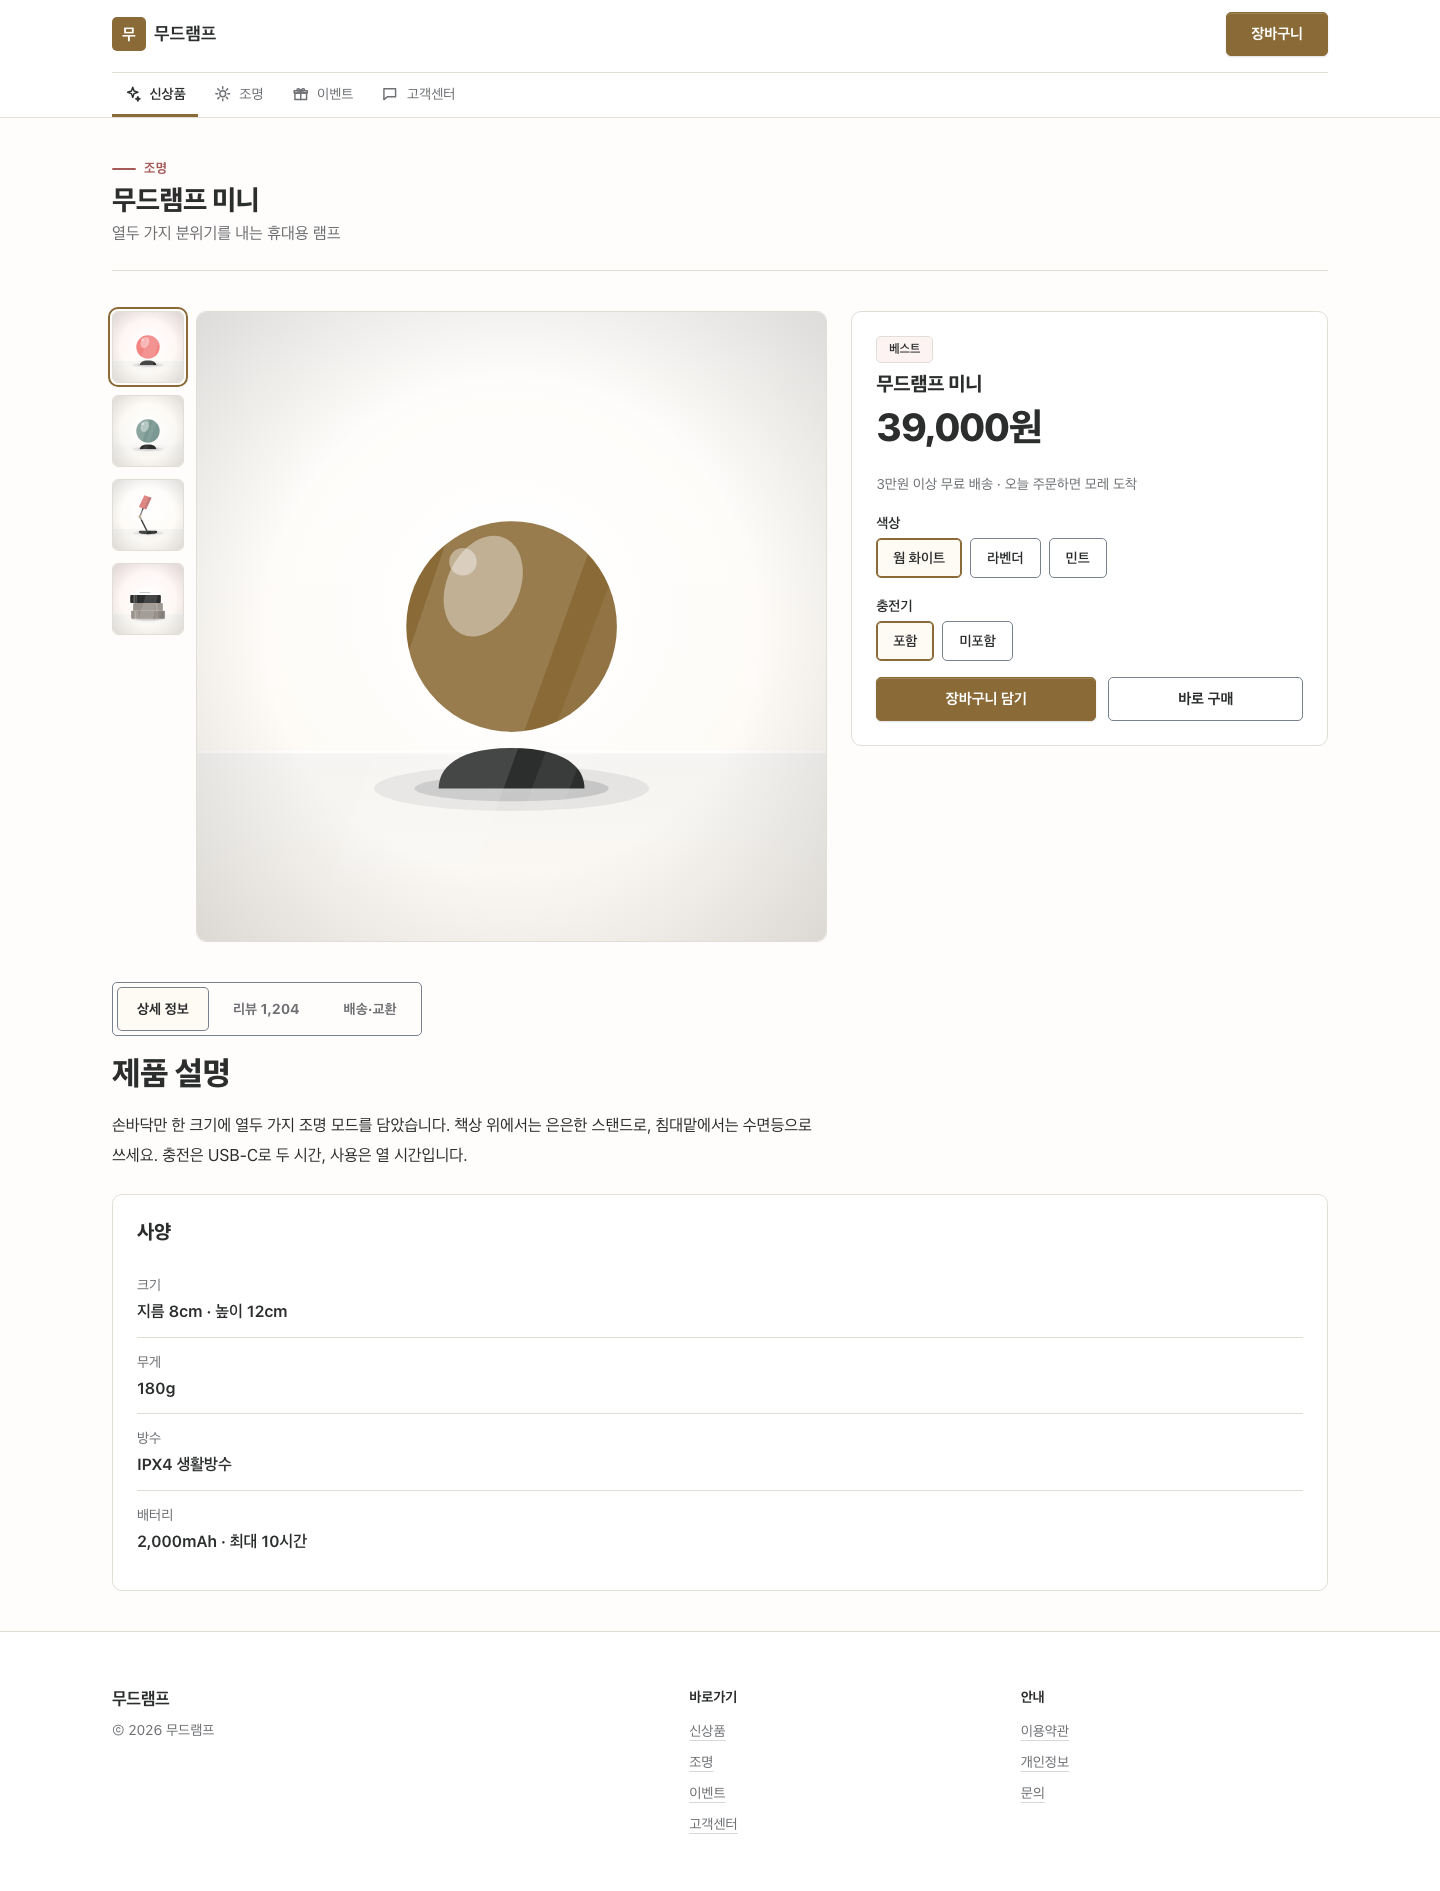 무 무드램프
장바구니
신상품 조명 이벤트 고객센터
조명
무드램프 미니
열두 가지 분위기를 내는 휴대용 램프
베스트
무드램프 미니
39,000원
3만원 이상 무료 배송 · 오늘 주문하면 모레 도착
색상
웜 화이트 라벤더 민트
충전기
포함 미포함
장바구니 담기 바로 구매
상세 정보 리뷰 1,204 배송·교환
제품 설명
손바닥만 한 크기에 열두 가지 조명 모드를 담았습니다. 책상 위에서는 은은한 스탠드로, 침대맡에서는 수면등으로
쓰세요. 충전은 USB-C로 두 시간, 사용은 열 시간입니다.
사양
크기
지름 8cm · 높이 12cm
무게
180g
방수
IPX4 생활방수
배터리
2,000mAh · 최대 10시간
무드램프
© 2026 무드램프
바로가기
신상품
조명
이벤트
고객센터
안내
이용약관
개인정보
문의